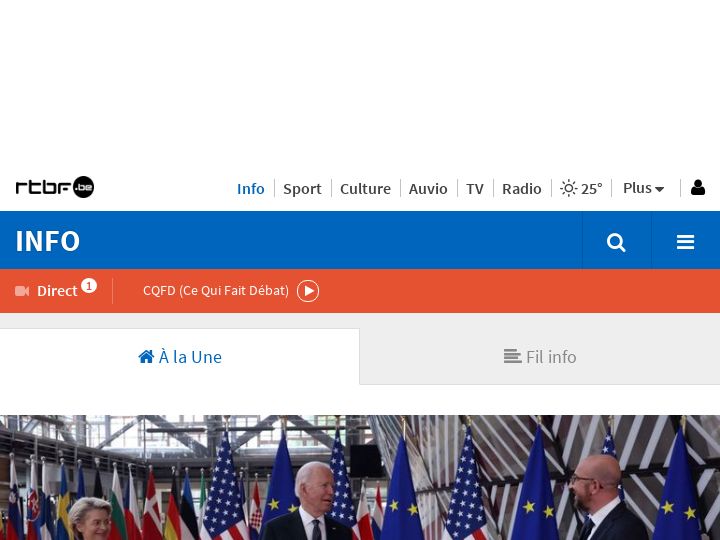 rtbf.be
Info Sport Culture Auvio TV Radio 25° Plus
INFO
Direct 1 CQFD (Ce Qui Fait Débat)
À la Une Fil info